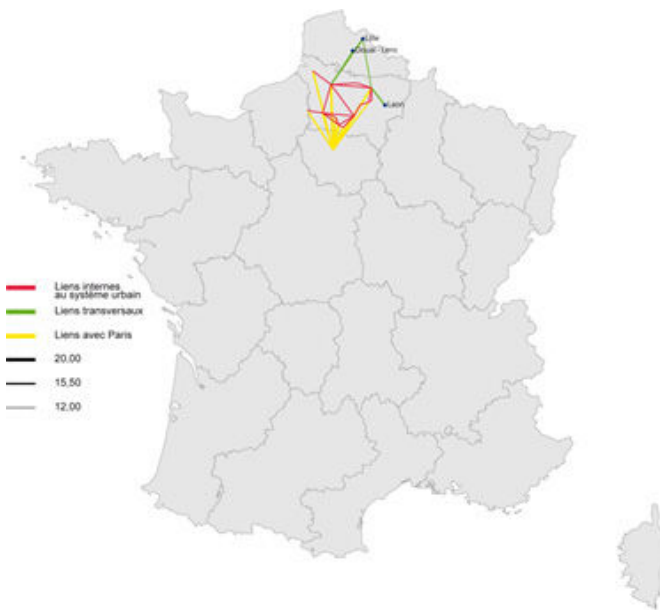 Lille
Douai-Lens
Laon
Liens internes
au système urbain
Liens transversaux
Liens avec Paris
20,00
15,50
12,00